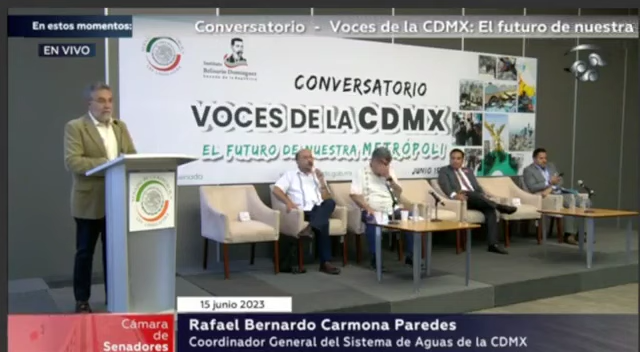 En estos momentos:
Conversatorio - Voces de la CDMX: El futuro de nuestra
EN VIVO
Instituto
Belisario Domínguez
Senado de la República
CONVERSATORIO
VOCES DE LA CDMX
EL FUTURO DE NUESTRA METRÓPOLI
JUNIO
15 junio 2023
Cámara
de
Senadores
Rafael Bernardo Carmona Paredes
Coordinador General del Sistema de Aguas de la CDMX